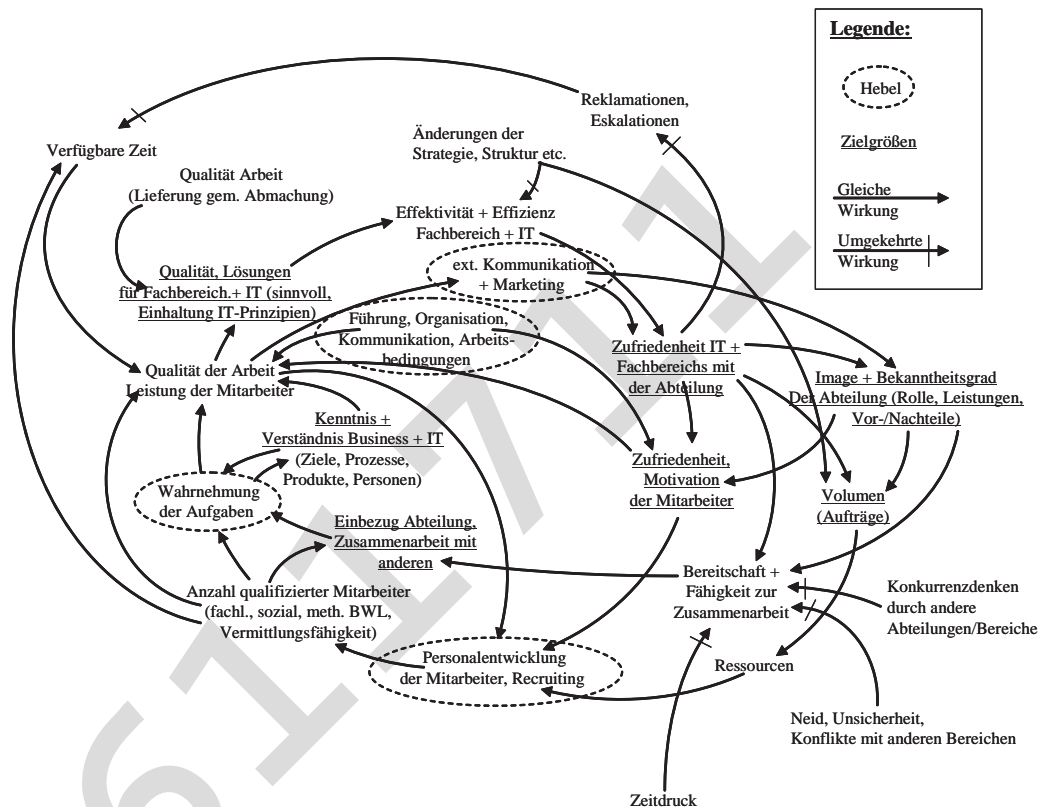 Legende:
Hebel
Zielgrößen
Gleiche
Wirkung
Umgekehrte
Wirkung
Reklamationen,
Eskalationen
Verfügbare Zeit
Änderungen der
Strategie, Struktur etc.
Qualität Arbeit
(Lieferung gem. Abmachung)
Effektivität + Effizienz
Fachbereich + IT
Qualität, Lösungen
für Fachbereich.+ IT (sinnvoll,
Einhaltung IT-Prinzipien)
ext. Kommunikation
+ Marketing
Führung, Organisation,
Kommunikation, Arbeits-
bedingungen
Zufriedenheit IT +
Fachbereichs mit
der Abteilung
Qualität der Arbeit
Leistung der Mitarbeiter
Image + Bekanntheitsgrad
Der Abteilung (Rolle, Leistungen,
Vor-/Nachteile)
Kenntnis +
Verständnis Business + IT
(Ziele, Prozesse,
Produkte, Personen)
Zufriedenheit,
Motivation
der Mitarbeiter
Wahrnehmung
der Aufgaben
Volumen
(Aufträge)
Einbezug Abteilung,
Zusammenarbeit mit
anderen
Bereitschaft +
Fähigkeit zur
Zusammenarbeit
Konkurrenzdenken
durch andere
Abteilungen/Bereiche
Anzahl qualifizierter Mitarbeiter
(fachl., sozial, meth. BWL,
Vermittlungsfähigkeit)
Personalentwicklung
der Mitarbeiter, Recruiting
Ressourcen
Neid, Unsicherheit,
Konflikte mit anderen Bereichen
Zeitdruck